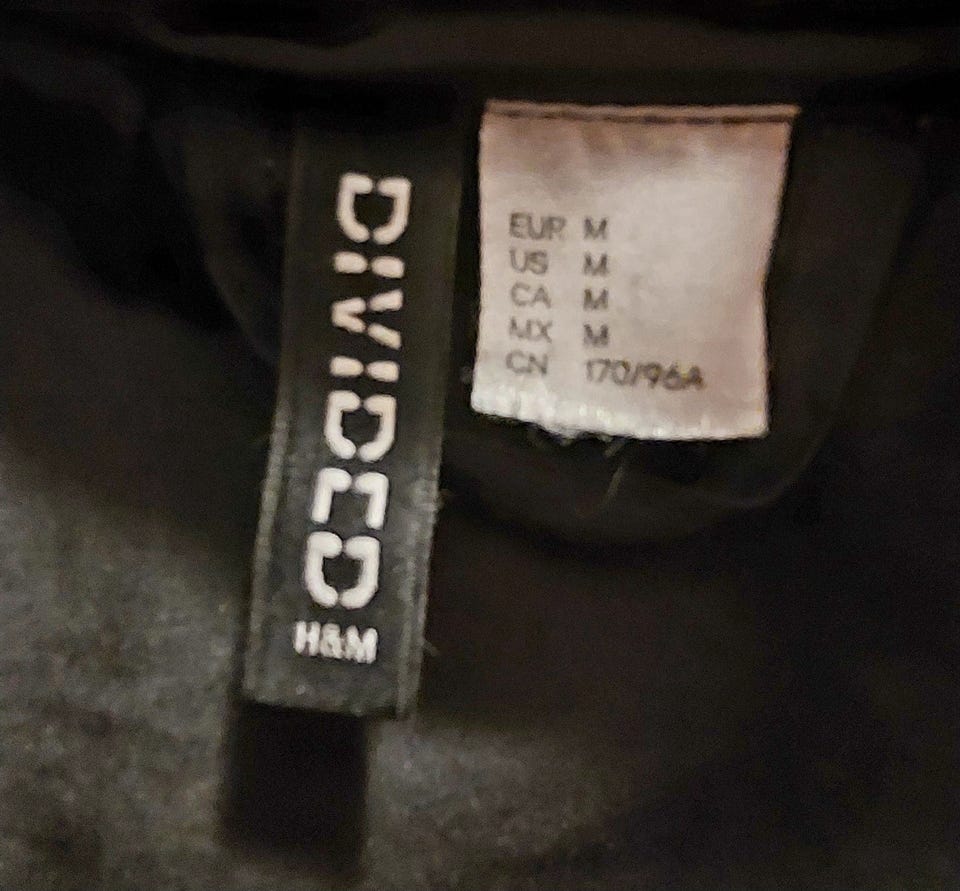 DIVIDED
H&M
EUR M
US M
CA M
MX M
CN 170/96A